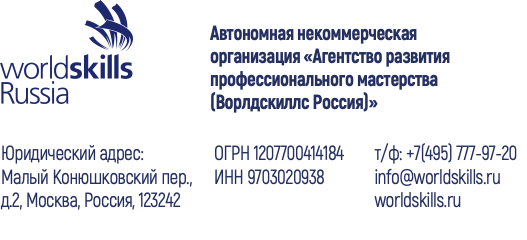 worldskills
Russia
Автономная некоммерческая
организация «Агентство развития
профессионального мастерства
(Ворлдскиллс Россия)»
Юридический адрес:
Малый Конюшковский пер.,
д.2, Москва, Россия, 123242
ОГРН 1207700414184
ИНН 9703020938
т/ф: +7(495) 777-97-20
info@worldskills.ru
worldskills.ru